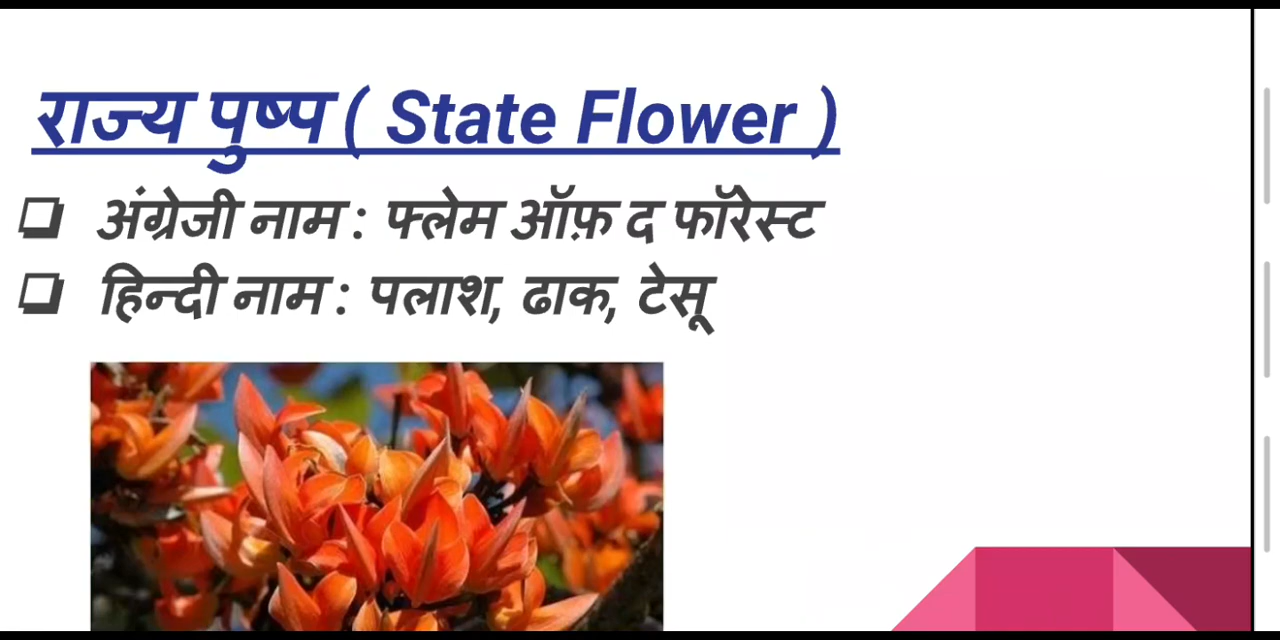 राज्य पुष्प ( State Flower )
❏ अंग्रेजी नाम : फ्लेम ऑफ़ द फॉरेस्ट
❏ हिन्दी नाम : पलाश, ढाक, टेसू